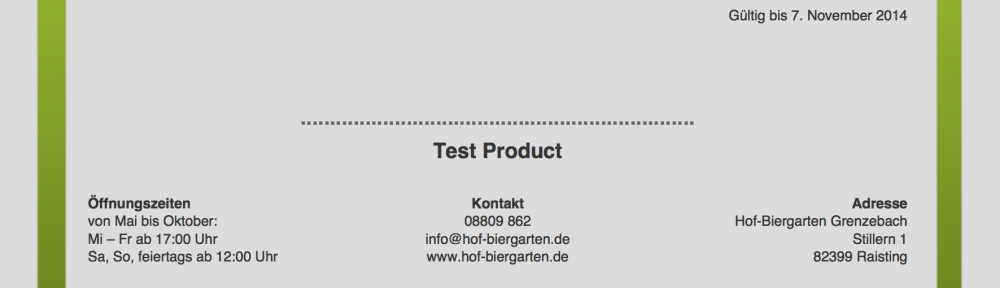 Gültig bis 7. November 2014
Test Product
Öffnungszeiten
von Mai bis Oktober:
Mi – Fr ab 17:00 Uhr
Sa, So, feiertags ab 12:00 Uhr
Kontakt
08809 862
info@hof-biergarten.de
www.hof-biergarten.de
Adresse
Hof-Biergarten Grenzebach
Stillern 1
82399 Raisting